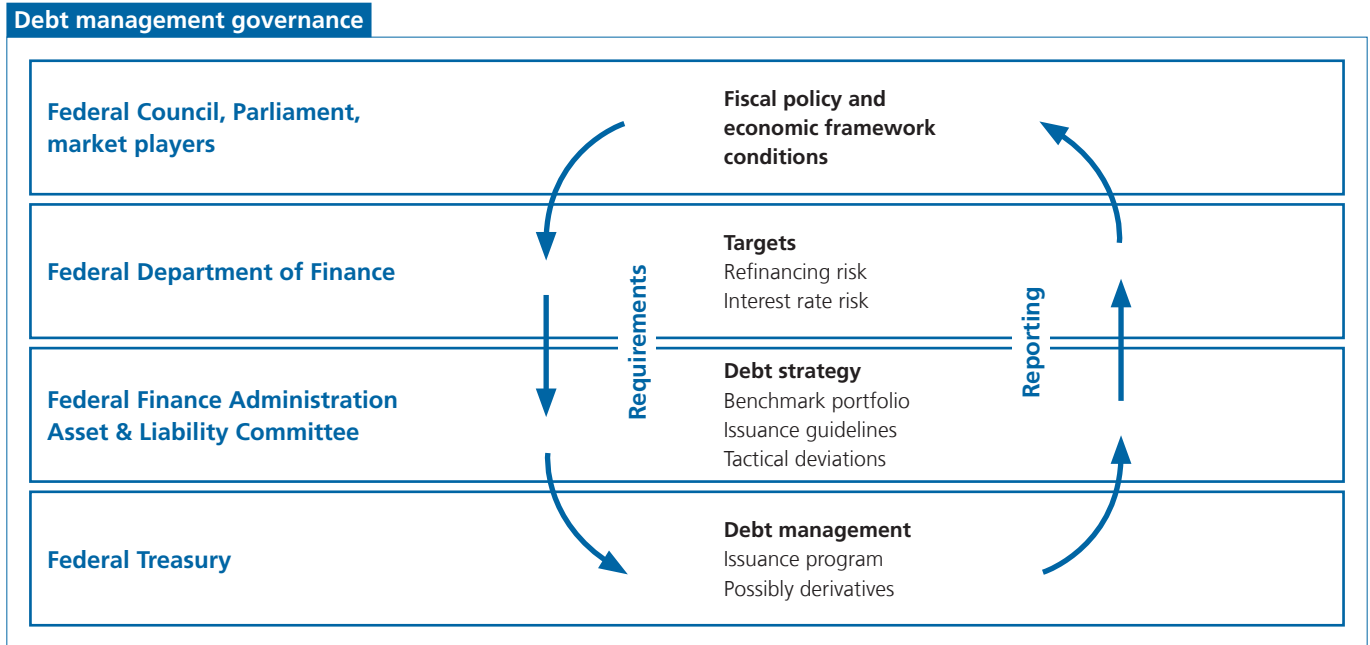 Debt management governance
Federal Council, Parliament,
market players
Fiscal policy and
economic framework
conditions
Federal Department of Finance
Targets
Refinancing risk
Interest rate risk
Requirements
Reporting
Federal Finance Administration
Asset & Liability Committee
Debt strategy
Benchmark portfolio
Issuance guidelines
Tactical deviations
Federal Treasury
Debt management
Issuance program
Possibly derivatives